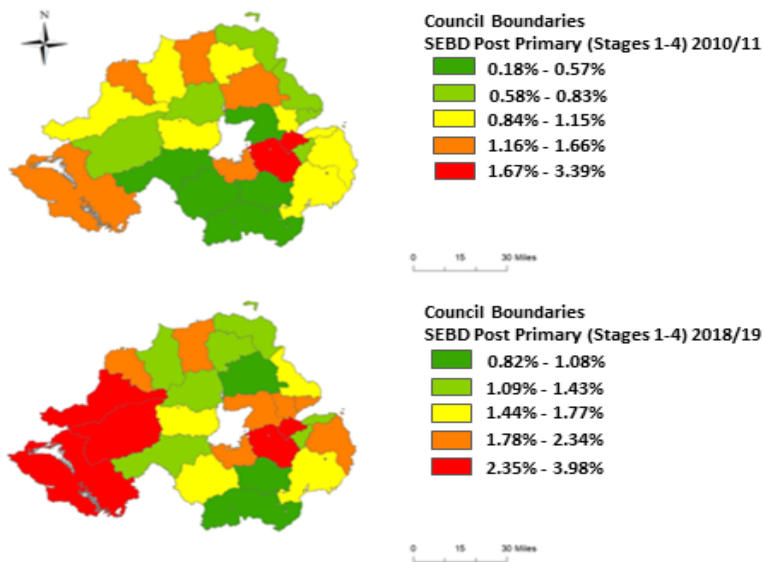 N
Council Boundaries
SEBD Post Primary (Stages 1-4) 2010/11
0.18% - 0.57%
0.58% - 0.83%
0.84% - 1.15%
1.16% - 1.66%
1.67% - 3.39%
0 15 30 Miles
Council Boundaries
SEBD Post Primary (Stages 1-4) 2018/19
0.82% - 1.08%
1.09% - 1.43%
1.44% - 1.77%
1.78% - 2.34%
2.35% - 3.98%
0 15 30 Miles